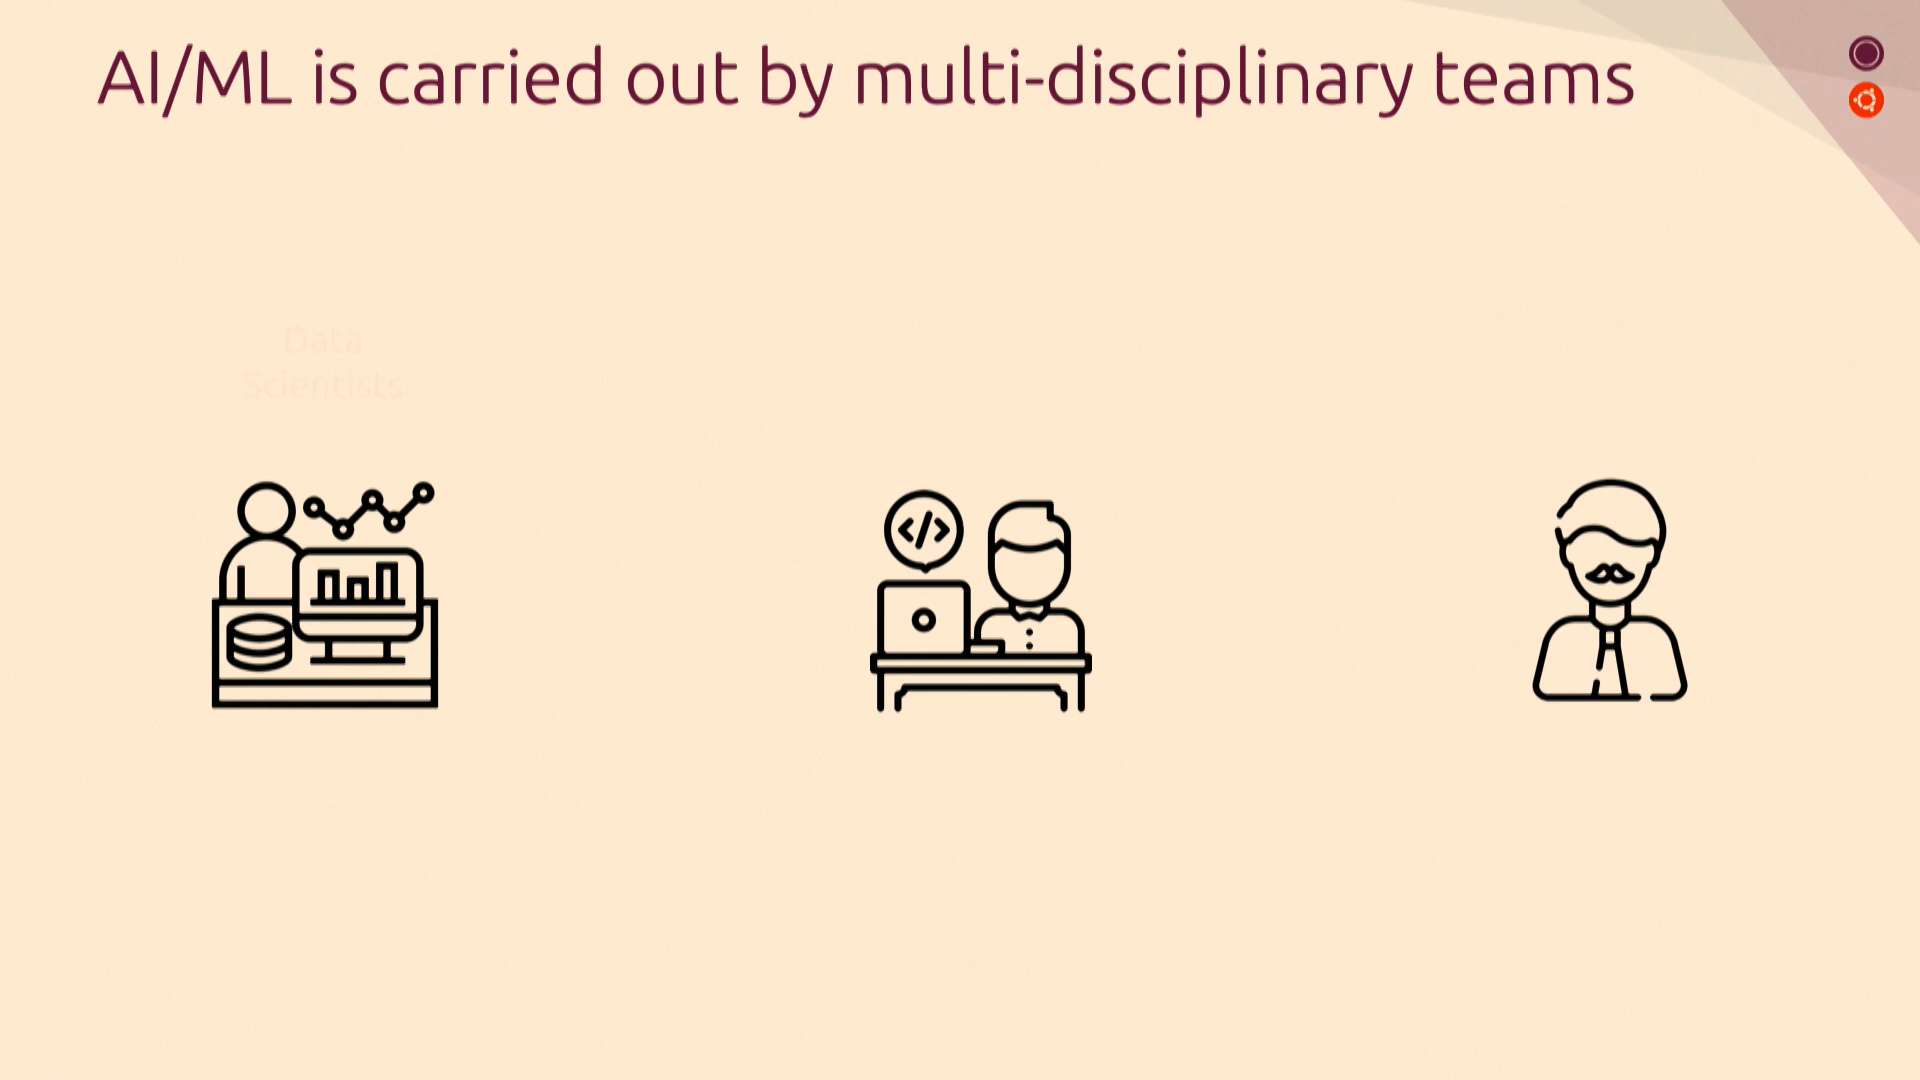 AI/ML is carried out by multi-disciplinary teams
Data
Scientists
</>